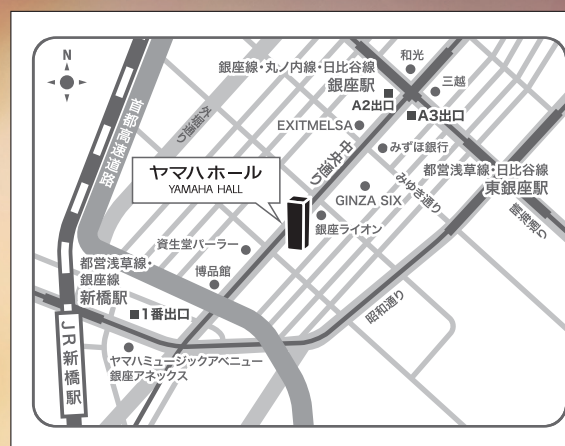 N
銀座線・丸ノ内線・日比谷線
銀座駅
A2出口
和光
三越
A3出口
首都高速道路
外堀通り
EXITMELSA
中央通り
みずほ銀行
都営浅草線・日比谷線
東銀座駅
ヤマハホール
YAMAHA HALL
GINZA SIX
みゆき通り
晴海通り
銀座ライオン
資生堂パーラー
都営浅草線・
銀座線
新橋駅
博品館
1番出口
昭和通り
JR新橋駅
ヤマハミュージックアベニュー
銀座アネックス